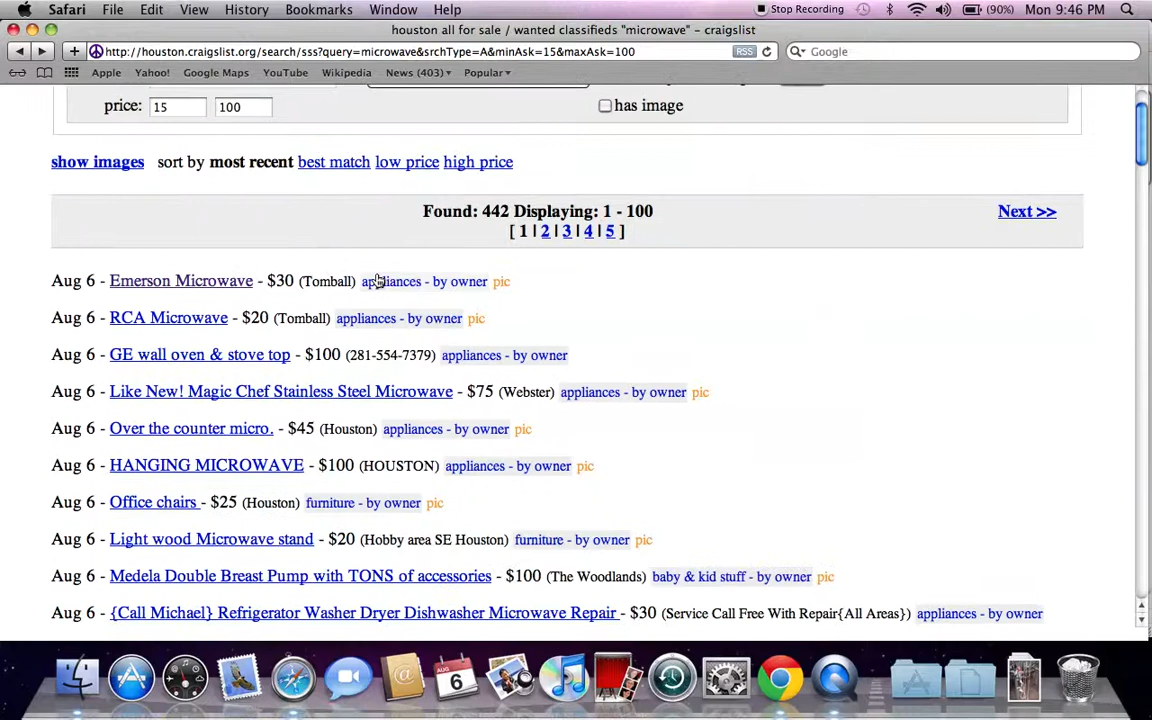 Safari File Edit View History Bookmarks Window Help Stop Recording (90%) Mon 9:46 PM
houston all for sale / wanted classifieds "microwave" – craigslist
http://houston.craigslist.org/search/sss?query=microwave&srchType=A&minAsk=15&maxAsk=100 RSS Google
Apple Yahoo! Google Maps YouTube Wikipedia News (403) Popular
price: 15 100 has image
show images sort by most recent best match low price high price
Found: 442 Displaying: 1 - 100 Next >>
[ 1 | 2 | 3 | 4 | 5 ]
Aug 6 - Emerson Microwave - $30 (Tomball) appliances - by owner pic
Aug 6 - RCA Microwave - $20 (Tomball) appliances - by owner pic
Aug 6 - GE wall oven & stove top - $100 (281-554-7379) appliances - by owner
Aug 6 - Like New! Magic Chef Stainless Steel Microwave - $75 (Webster) appliances - by owner pic
Aug 6 - Over the counter micro. - $45 (Houston) appliances - by owner pic
Aug 6 - HANGING MICROWAVE - $100 (HOUSTON) appliances - by owner pic
Aug 6 - Office chairs - $25 (Houston) furniture - by owner pic
Aug 6 - Light wood Microwave stand - $20 (Hobby area SE Houston) furniture - by owner pic
Aug 6 - Medela Double Breast Pump with TONS of accessories - $100 (The Woodlands) baby & kid stuff - by owner pic
Aug 6 - {Call Michael} Refrigerator Washer Dryer Dishwasher Microwave Repair - $30 (Service Call Free With Repair{All Areas}) appliances - by owner
AUG
6